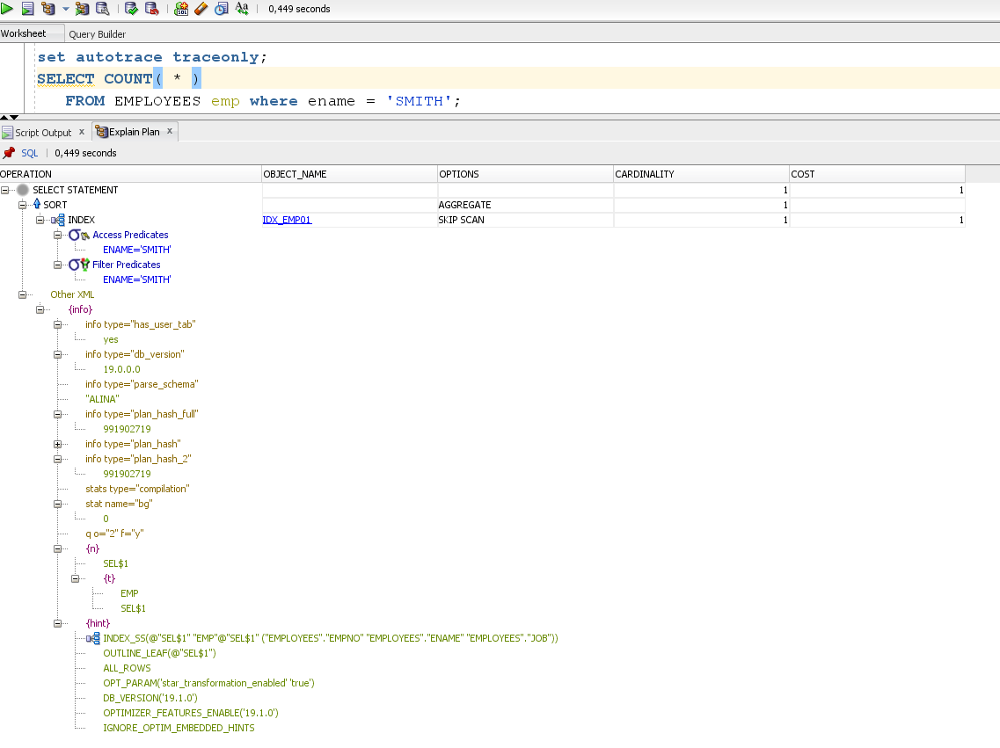 0,449 seconds
Worksheet Query Builder
set autotrace traceonly;
SELECT COUNT( * )
FROM EMPLOYEES emp where ename = 'SMITH';
Script Output x Explain Plan x
SQL | 0,449 seconds
OPERATION OBJECT_NAME OPTIONS CARDINALITY COST
SELECT STATEMENT 1 1
SORT AGGREGATE 1
INDEX IDX_EMP01 SKIP SCAN 1 1
Access Predicates
ENAME='SMITH'
Filter Predicates
ENAME='SMITH'
Other XML
{info}
info type="has_user_tab"
yes
info type="db_version"
19.0.0.0
info type="parse_schema"
"ALINA"
info type="plan_hash_full"
991902719
info type="plan_hash"
info type="plan_hash_2"
991902719
stats type="compilation"
stat name="bg"
0
q o="2" f="y"
{n}
SEL$1
{t}
EMP
SEL$1
{hint}
INDEX_SS(@"SEL$1" "EMP"@"SEL$1" ("EMPLOYEES"."EMPNO" "EMPLOYEES"."ENAME" "EMPLOYEES"."JOB"))
OUTLINE_LEAF(@"SEL$1")
ALL_ROWS
OPT_PARAM('star_transformation_enabled' 'true')
DB_VERSION('19.1.0')
OPTIMIZER_FEATURES_ENABLE('19.1.0')
IGNORE_OPTIM_EMBEDDED_HINTS